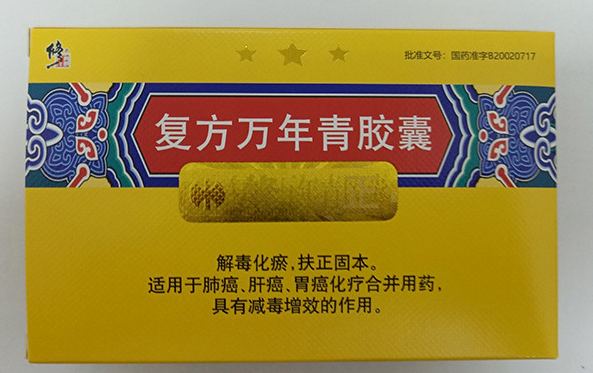 修
批准文号：国药准字B20020717
复方万年青胶囊
解毒化瘀，扶正固本。
适用于肺癌、肝癌、胃癌化疗合并用药，
具有减毒增效的作用。